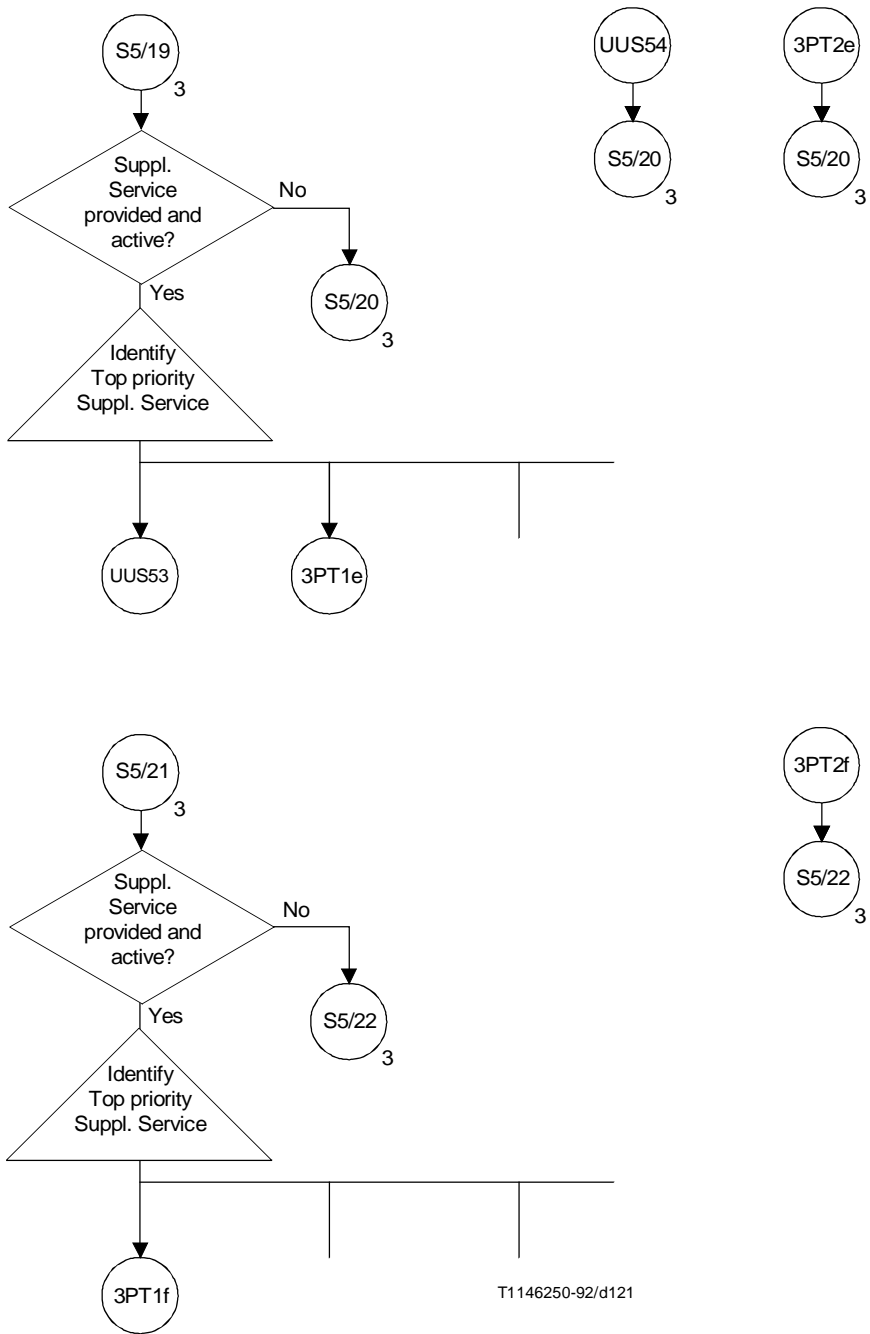 S5/19
3
UUS54
3PT2e
S5/20
3
S5/20
3
Suppl.
Service
provided and
active?
No
Yes
S5/20
3
Identify
Top priority
Suppl. Service
UUS53
3PT1e
S5/21
3
3PT2f
S5/22
3
Suppl.
Service
provided and
active?
No
Yes
S5/22
3
Identify
Top priority
Suppl. Service
3PT1f
T1146250-92/d121